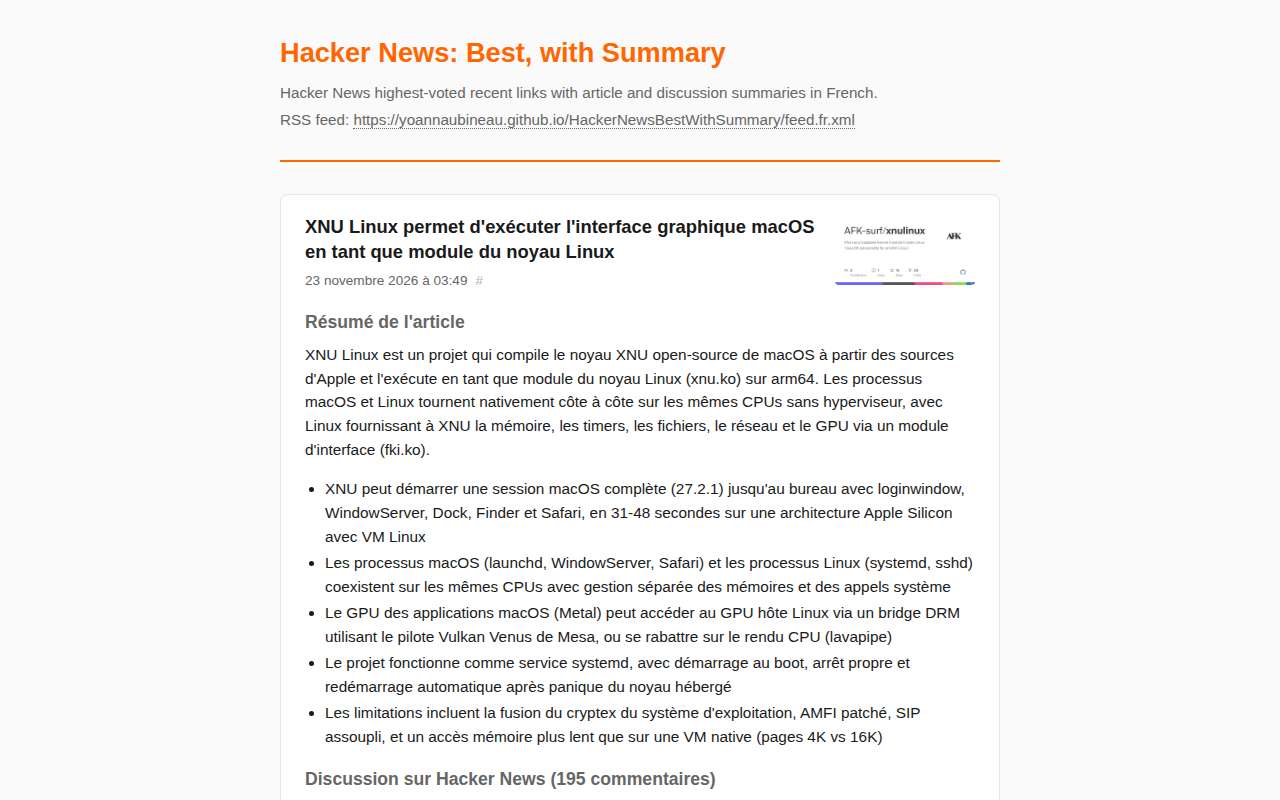 Hacker News: Best, with Summary
Hacker News highest-voted recent links with article and discussion summaries in French.
RSS feed: https://yoannaubineau.github.io/HackerNewsBestWithSummary/feed.fr.xml
XNU Linux permet d'exécuter l'interface graphique macOS
en tant que module du noyau Linux
23 novembre 2026 à 03:49 #
AFK-surf/xnulinux
AFK
Résumé de l'article
XNU Linux est un projet qui compile le noyau XNU open-source de macOS à partir des sources
d'Apple et l'exécute en tant que module du noyau Linux (xnu.ko) sur arm64. Les processus
macOS et Linux tournent nativement côte à côte sur les mêmes CPUs sans hyperviseur, avec
Linux fournissant à XNU la mémoire, les timers, les fichiers, le réseau et le GPU via un module
d'interface (fki.ko).
• XNU peut démarrer une session macOS complète (27.2.1) jusqu'au bureau avec loginwindow,
WindowServer, Dock, Finder et Safari, en 31-48 secondes sur une architecture Apple Silicon
avec VM Linux
• Les processus macOS (launchd, WindowServer, Safari) et les processus Linux (systemd, sshd)
coexistent sur les mêmes CPUs avec gestion séparée des mémoires et des appels système
• Le GPU des applications macOS (Metal) peut accéder au GPU hôte Linux via un bridge DRM
utilisant le pilote Vulkan Venus de Mesa, ou se rabattre sur le rendu CPU (lavapipe)
• Le projet fonctionne comme service systemd, avec démarrage au boot, arrêt propre et
redémarrage automatique après panique du noyau hébergé
• Les limitations incluent la fusion du cryptex du système d'exploitation, AMFI patché, SIP
assoupli, et un accès mémoire plus lent que sur une VM native (pages 4K vs 16K)
Discussion sur Hacker News (195 commentaires)